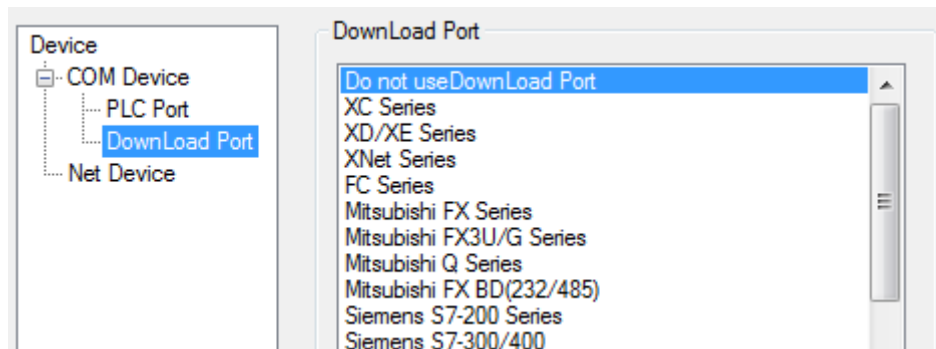 Device
COM Device
PLC Port
DownLoad Port
Net Device
DownLoad Port
Do not useDownLoad Port
XC Series
XD/XE Series
XNet Series
FC Series
Mitsubishi FX Series
Mitsubishi FX3U/G Series
Mitsubishi Q Series
Mitsubishi FX BD(232/485)
Siemens S7-200 Series
Siemens S7-300/400